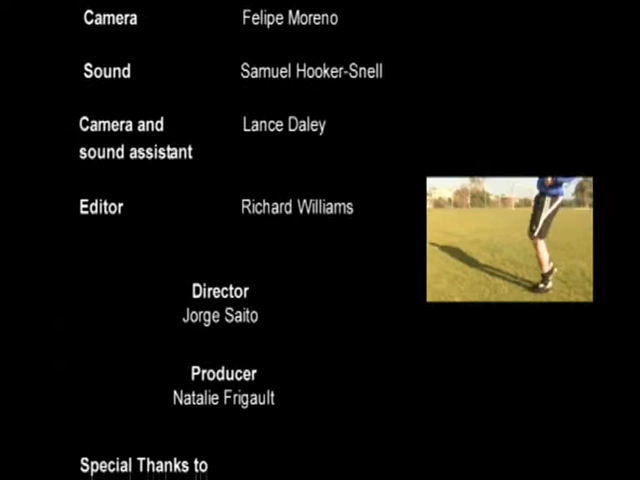 Camera Felipe Moreno
Sound Samuel Hooker-Snell
Camera and Lance Daley
sound assistant
Editor Richard Williams
Director
Jorge Saito
Producer
Natalie Frigault
Special Thanks to